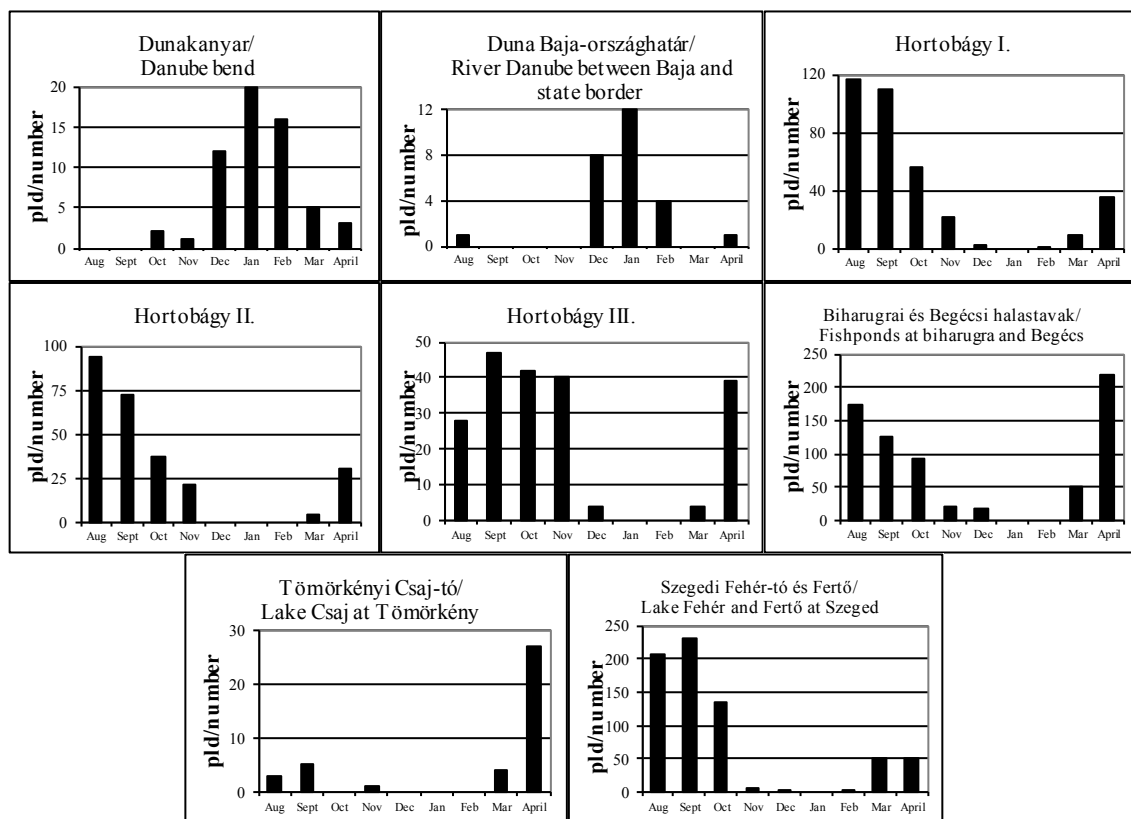 Dunakanyar/
Danube bend
pld/number
20
15
10
5
0
Aug Sept Oct Nov Dec Jan Feb Mar April
Duna Baja-országhatár/
River Danube between Baja and
state border
pld/number
12
8
4
0
Aug Sept Oct Nov Dec Jan Feb Mar April
Hortobágy I.
pld/number
120
80
40
0
Aug Sept Oct Nov Dec Jan Feb Mar April
Hortobágy II.
pld/number
100
75
50
25
0
Aug Sept Oct Nov Dec Jan Feb Mar April
Hortobágy III.
pld/number
50
40
30
20
10
0
Aug Sept Oct Nov Dec Jan Feb Mar April
Biharugrai és Begécsi halastavak/
Fishponds at biharugra and Begécs
pld/number
250
200
150
100
50
0
Aug Sept Oct Nov Dec Jan Feb Mar April
Tömörkényi Csaj-tó/
Lake Csaj at Tömörkény
pld/number
30
20
10
0
Aug Sept Oct Nov Dec Jan Feb Mar April
Szegedi Fehér-tó és Fertő/
Lake Fehér and Fertő at Szeged
pld/number
250
200
150
100
50
0
Aug Sept Oct Nov Dec Jan Feb Mar April